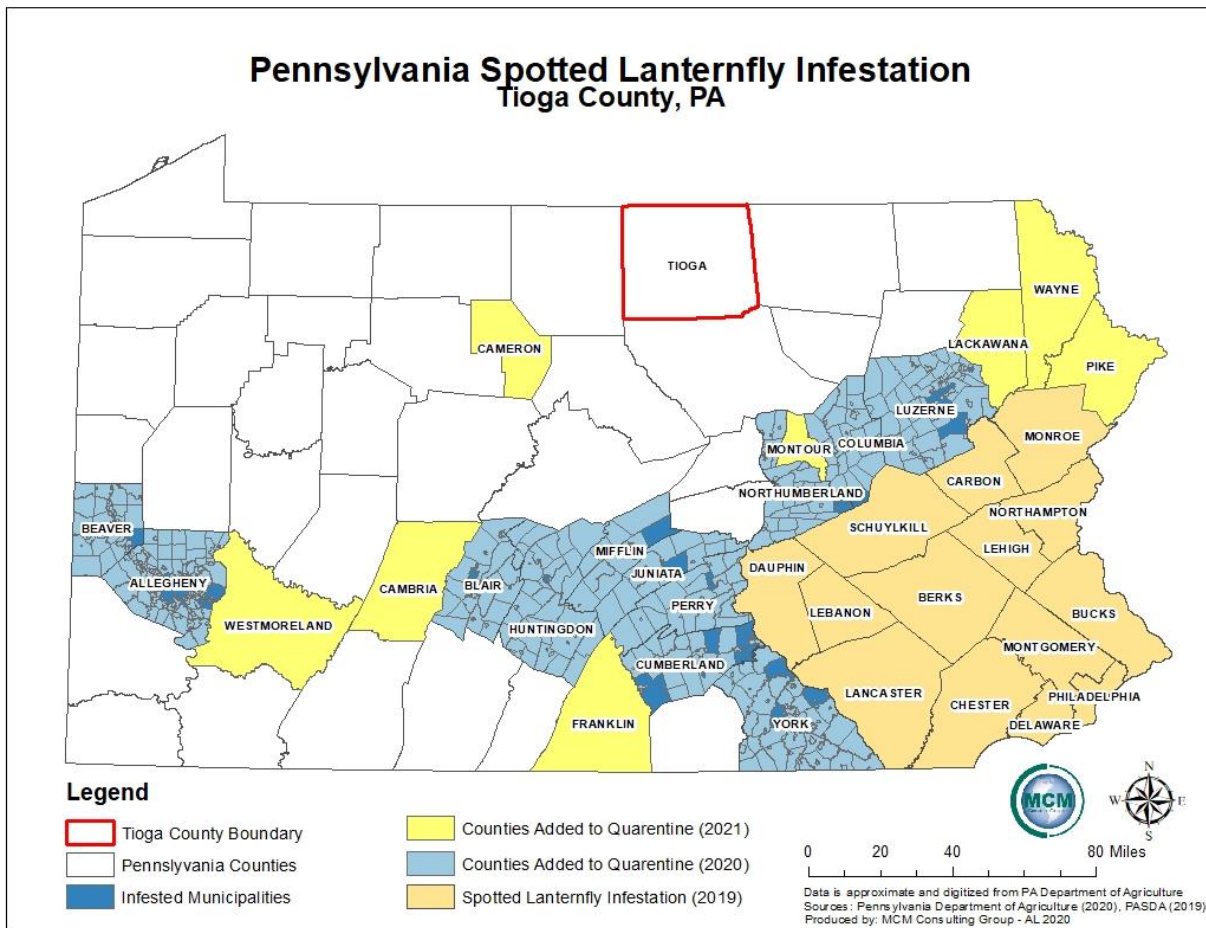 Pennsylvania Spotted Lanternfly Infestation
Tioga County, PA
TIOGA
WAYNE
CAMERON
LACKAWANA
PIKE
LUZERNE
MONTOUR
COLUMBIA
MONROE
CARBON
NORTHUMBERLAND
NORTHAMPTON
SCHUYLKILL
BEAVER
MIFFLIN
LEHIGH
DAUPHIN
ALLEGHENY
JUNIATA
CAMBRIA
BLAIR
BERKS
PERRY
LEBANON
BUCKS
WESTMORELAND
HUNTINGDON
MONTGOMERY
CUMBERLAND
LANCASTER
PHILADELPHIA
CHESTER
FRANKLIN
YORK
DELAWARE
Legend
Tioga County Boundary
Pennslyvania Counties
Infested Municipalities
Counties Added to Quarentine (2021)
Counties Added to Quarentine (2020)
Spotted Lanternfly Infestation (2019)
MCM
N
W E
S
0 20 40 80 Miles
Data is approximate and digitized from PA Department of Agriculture
Sources: Pennsylvania Department of Agriculture (2020), PASDA (2019)
Produced by: MCM Consulting Group - AL 2020